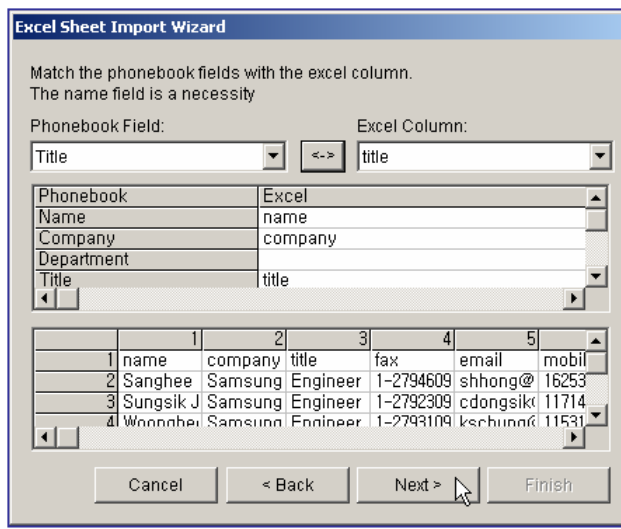 Excel Sheet Import Wizard
Match the phonebook fields with the excel column.
The name field is a necessity
Phonebook Field: Excel Column:
Title <-> title
Phonebook Excel
Name name
Company company
Department
Title title
1 2 3 4 5
1 name company title fax email mobil
2 Sanghee Samsung Engineer 1-2794609 shhong@ 16253
3 Sungsik J Samsung Engineer 1-2792309 cdongsik( 11714
4 Samsung Engineer 1-2793109 11531
Cancel < Back Next > Finish